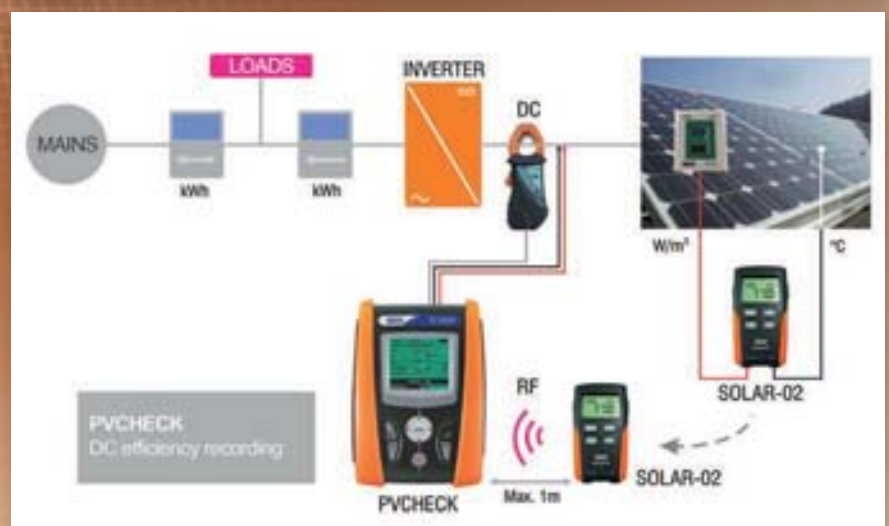 LOADS
INVERTER
DC
MAINS
kWh
kWh
W/m²
ºC
RF
SOLAR-02
PVCHECK
DC efficiency recording
SOLAR-02
Max. 1m
PVCHECK